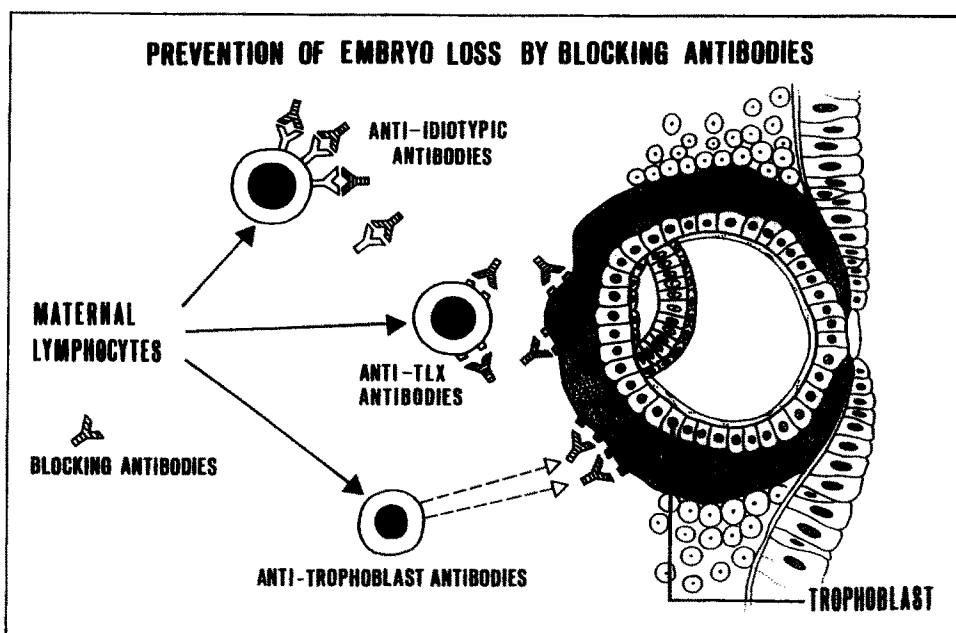 PREVENTION OF EMBRYO LOSS BY BLOCKING ANTIBODIES
ANTI-IDIOTYPIC
ANTIBODIES
MATERNAL
LYMPHOCYTES
ANTI-TLX
ANTIBODIES
BLOCKING ANTIBODIES
ANTI-TROPHOBLAST ANTIBODIES
TROPHOBLAST